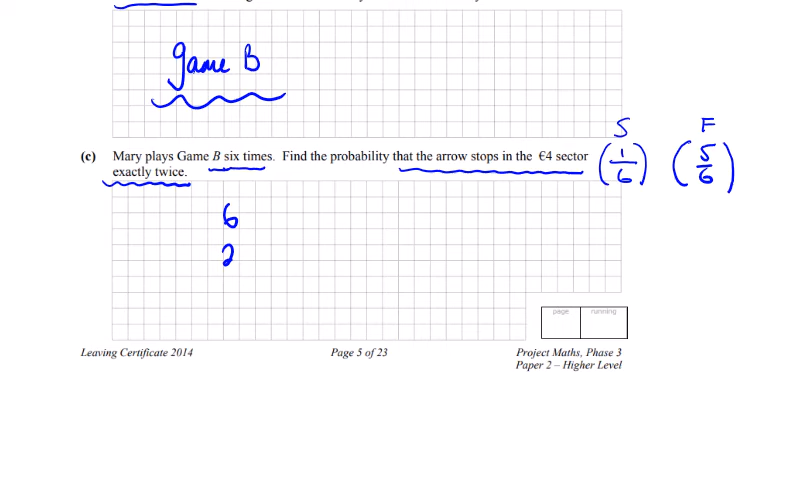 Game B
S F
(c) Mary plays Game B six times. Find the probability that the arrow stops in the €4 sector (1/6) (5/6)
exactly twice.
6
2
page running
Leaving Certificate 2014 Page 5 of 23 Project Maths, Phase 3
Paper 2 – Higher Level